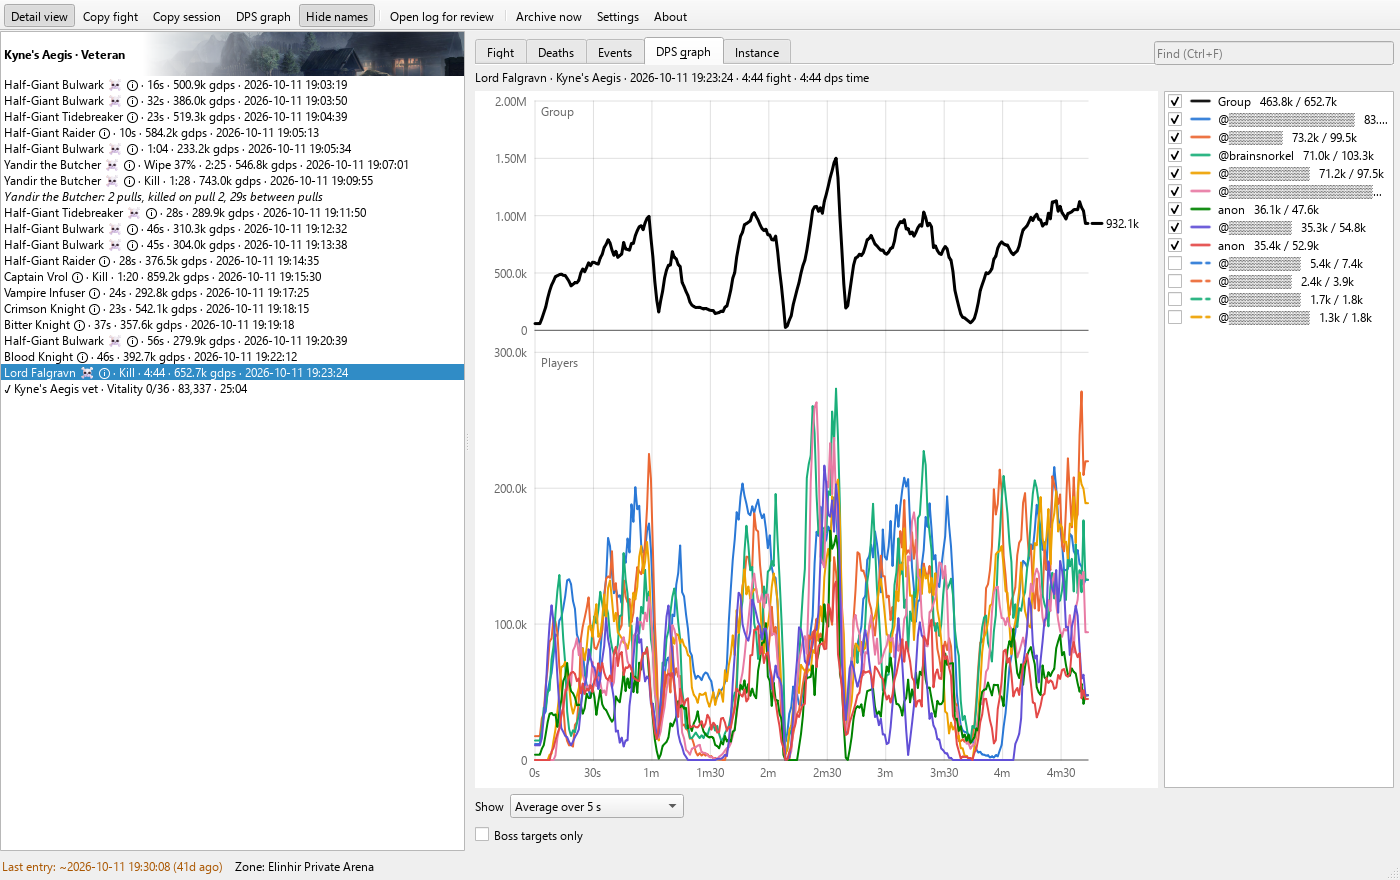 Detail view Copy fight Copy session DPS graph Hide names Open log for review Archive now Settings About
Kyne's Aegis · Veteran
Half-Giant Bulwark · 16s · 500.9k gdps · 2026-10-11 19:03:19
Half-Giant Bulwark · 32s · 386.0k gdps · 2026-10-11 19:03:50
Half-Giant Tidebreaker · 23s · 519.3k gdps · 2026-10-11 19:04:39
Half-Giant Raider · 10s · 584.2k gdps · 2026-10-11 19:05:13
Half-Giant Bulwark · 1:04 · 233.2k gdps · 2026-10-11 19:05:34
Yandir the Butcher · Wipe 37% · 2:25 · 546.8k gdps · 2026-10-11 19:07:01
Yandir the Butcher · Kill · 1:28 · 743.0k gdps · 2026-10-11 19:09:55
Yandir the Butcher: 2 pulls, killed on pull 2, 29s between pulls
Half-Giant Tidebreaker · 28s · 289.9k gdps · 2026-10-11 19:11:50
Half-Giant Bulwark · 46s · 310.3k gdps · 2026-10-11 19:12:32
Half-Giant Bulwark · 45s · 304.0k gdps · 2026-10-11 19:13:38
Half-Giant Raider · 28s · 376.5k gdps · 2026-10-11 19:14:35
Captain Vrol · Kill · 1:20 · 859.2k gdps · 2026-10-11 19:15:30
Vampire Infuser · 24s · 292.8k gdps · 2026-10-11 19:17:25
Crimson Knight · 23s · 542.1k gdps · 2026-10-11 19:18:15
Bitter Knight · 37s · 357.6k gdps · 2026-10-11 19:19:18
Half-Giant Bulwark · 56s · 279.9k gdps · 2026-10-11 19:20:39
Blood Knight · 46s · 392.7k gdps · 2026-10-11 19:22:12
Lord Falgravn · Kill · 4:44 · 652.7k gdps · 2026-10-11 19:23:24
✓ Kyne's Aegis vet · Vitality 0/36 · 83,337 · 25:04
Fight Deaths Events DPS graph Instance
Find (Ctrl+F)
Lord Falgravn · Kyne's Aegis · 2026-10-11 19:23:24 · 4:44 fight · 4:44 dps time
Group
2.00M
1.50M
1.00M
500.0k
0
932.1k
Players
300.0k
200.0k
100.0k
0
0s 30s 1m 1m30 2m 2m30 3m 3m30 4m 4m30
Group 463.8k / 652.7k
@ 83....
@ 73.2k / 99.5k
@brainsnorkel 71.0k / 103.3k
@ 71.2k / 97.5k
@ ...
anon 36.1k / 47.6k
@ 35.3k / 54.8k
anon 35.4k / 52.9k
@ 5.4k / 7.4k
@ 2.4k / 3.9k
@ 1.7k / 1.8k
@ 1.3k / 1.8k
Show Average over 5 s
Boss targets only
Last entry: ~2026-10-11 19:30:08 (41d ago) Zone: Elinhir Private Arena